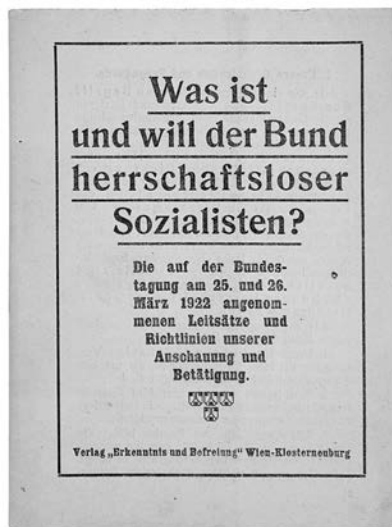 Was ist
und will der Bund
herrschaftsloser
Sozialisten?
Die auf der Bundes-
tagung am 25. und 26.
März 1922 angenom-
menen Leitsätze und
Richtlinien unserer
Anschauung und
Betätigung.
Verlag „Erkenntnis und Befreiung" Wien-Klosterneuburg